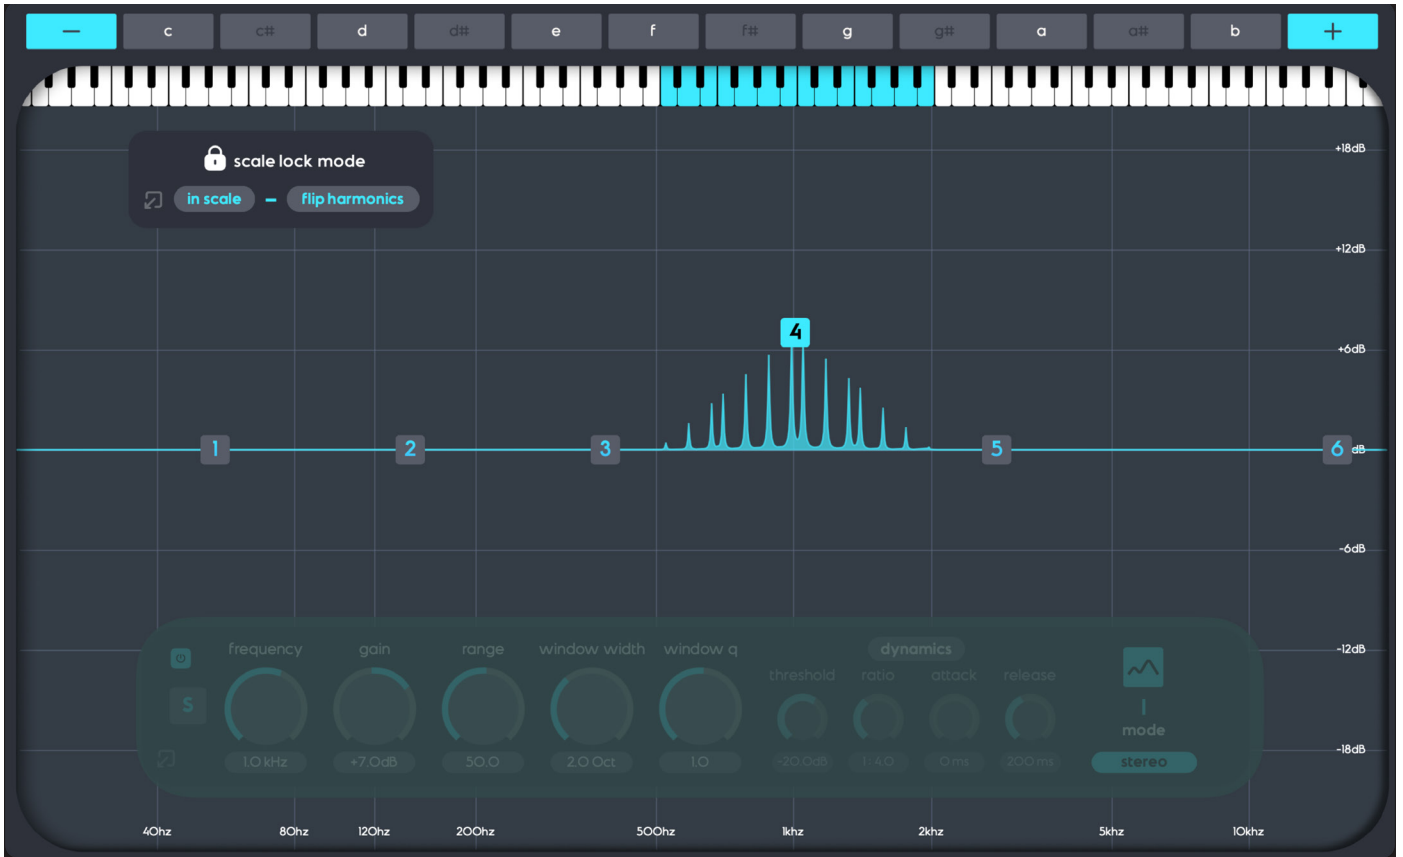 — c c# d d# e f f# g g# a a# b +
scale lock mode
in scale - flip harmonics
+18dB
+12dB
4
+6dB
1 2 3 5 6 dB
-6dB
frequency gain range window width window q dynamics
threshold ratio attack release
S
mode
1.0 kHz +7.0dB 50.0 2.0 Oct 1.0 -20.0dB 1: 4.0 0 ms 200 ms stereo
-12dB
-18dB
40hz 80hz 120hz 200hz 500hz 1khz 2khz 5khz 10khz